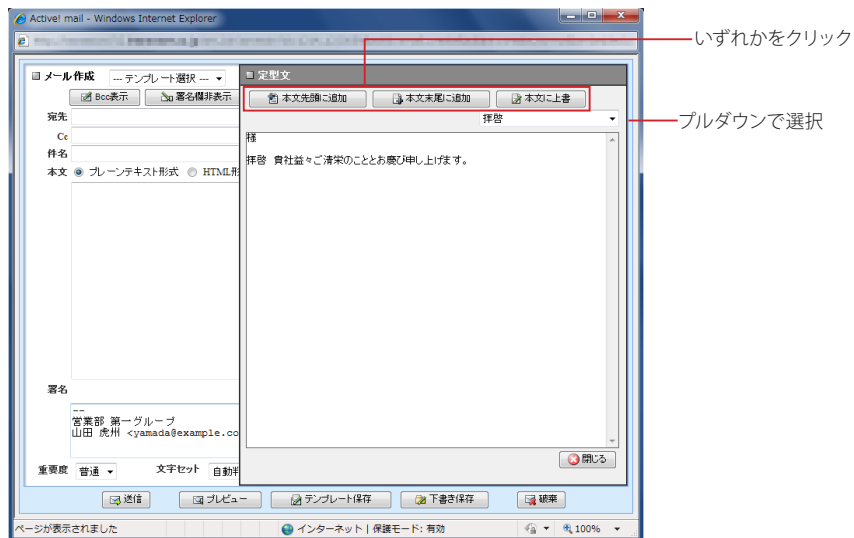 Active! mail - Windows Internet Explorer
いずれかをクリック
メール作成 --- テンプレート選択 ---
定型文
Bcc表示 署名欄非表示
本文先頭に追加 本文末尾に追加 本文に上書
宛先
拝啓
プルダウンで選択
Cc
様
件名
拝啓 貴社益々ご清栄のこととお慶び申し上げます。
本文 プレーンテキスト形式 HTML形
署名
--
営業部 第一グループ
山田 虎州 <yamada@example.co
閉じる
重要度 普通 文字セット 自動判
送信 プレビュー テンプレート保存 下書き保存 破棄
ページが表示されました インターネット | 保護モード: 有効 100%